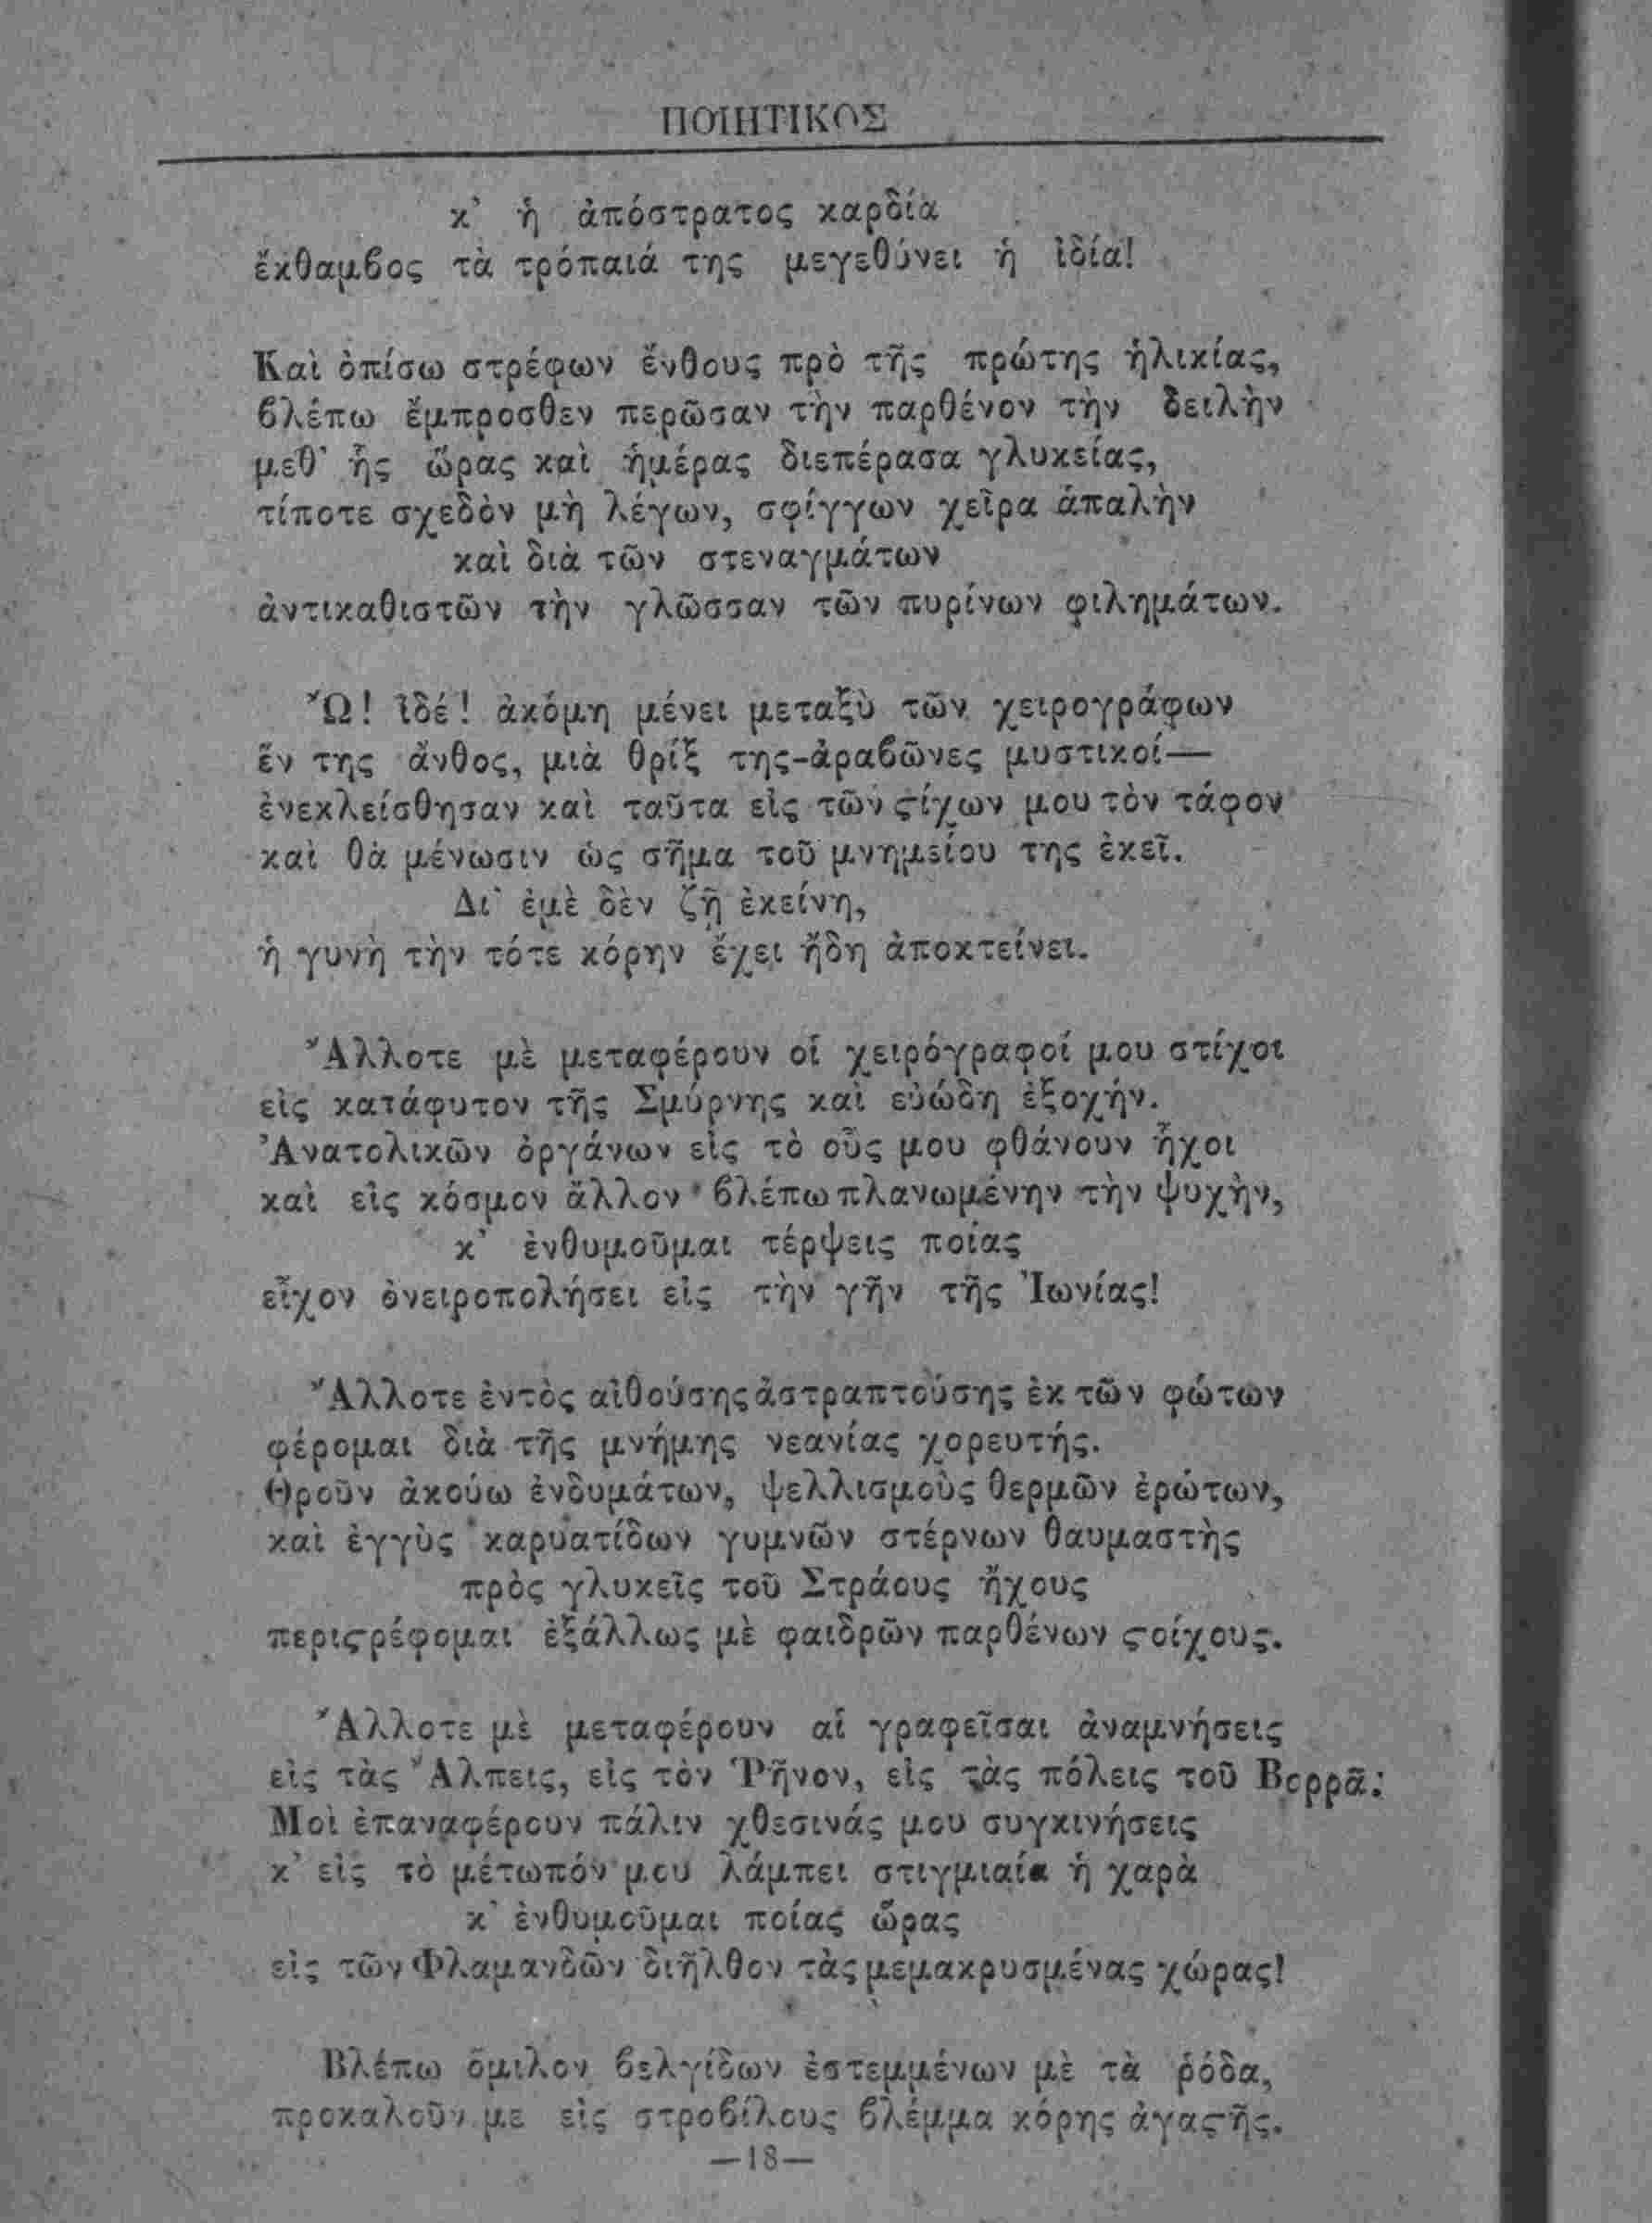 ΠΟΙΗΤΙΚΟΣ
κ’ ἡ ἀπόστρατος καρδία
ἔκθαμβος τὰ τρόπαιά της μεγεθύνει ἡ ἰδία!
Καὶ ὀπίσω στρέφων ἔνθους πρὸ τῆς πρώτης ἡλικίας,
βλέπω ἔμπροσθεν περῶσαν τὴν παρθένον τὴν δειλὴν
μεθ’ ἧς ὥρας καὶ ἡμέρας διεπέρασα γλυκείας,
τίποτε σχεδὸν μὴ λέγων, σφίγγων χεῖρα ἁπαλὴν
καὶ διὰ τῶν στεναγμάτων
ἀντικαθιστῶν τὴν γλῶσσαν τῶν πυρίνων φιλημάτων.
Ὤ! ἰδέ! ἀκόμη μένει μεταξὺ τῶν χειρογράφων
ἕν της ἄνθος, μιὰ θρίξ της-ἀραβῶνες μυστικοί—
ἐνεκλείσθησαν καὶ ταῦτα εἰς τῶν ϛίχων μου τὸν τάφον
καὶ θὰ μένωσιν ὡς σῆμα τοῦ μνημείου της ἐκεῖ.
Δι’ ἐμὲ δὲν ζῇ ἐκείνη,
ἡ γυνὴ τὴν τότε κόρην ἔχει ἤδη ἀποκτείνει.
Ἄλλοτε μὲ μεταφέρουν οἱ χειρόγραφοί μου στίχοι
εἰς κατάφυτον τῆς Σμύρνης καὶ εὐώδη ἐξοχήν.
Ἀνατολικῶν ὀργάνων εἰς τὸ οὖς μου φθάνουν ἦχοι
καὶ εἰς κόσμον ἄλλον βλέπω πλανωμένην τὴν ψυχὴν,
κ’ ἐνθυμοῦμαι τέρψεις ποίας
εἶχον ὀνειροπολήσει εἰς τὴν γῆν τῆς Ἰωνίας!
Ἄλλοτε ἐντὸς αἰθούσης ἀστραπτούσης ἐκ τῶν φώτων
φέρομαι διὰ τῆς μνήμης νεανίας χορευτής.
Θροῦν ἀκούω ἐνδυμάτων, ψελλισμοὺς θερμῶν ἐρώτων,
καὶ ἐγγὺς καρυατίδων γυμνῶν στέρνων θαυμαστὴς
πρὸς γλυκεῖς τοῦ Στράους ἤχους
περιϛρέφομαι ἐξάλλως μὲ φαιδρῶν παρθένων ϛοίχους.
Ἄλλοτε μὲ μεταφέρουν αἱ γραφεῖσαι ἀναμνήσεις
εἰς τὰς Ἄλπεις, εἰς τὸν Ῥῆνον, εἰς τὰς πόλεις τοῦ Βορρᾶ:
Μοὶ ἐπαναφέρουν πάλιν χθεσινάς μου συγκινήσεις
κ’ εἰς τὸ μέτωπόν μου λάμπει στιγμιαία ἡ χαρὰ
κ’ ἐνθυμοῦμαι ποίας ὥρας
εἰς τῶν Φλαμανδῶν διῆλθον τὰς μεμακρυσμένας χώρας!
Βλέπω ὅμιλον βελγίδων ἐστεμμένων μὲ τὰ ῥόδα,
προκαλοῦν με εἰς στροβίλους βλέμμα κόρης ἀγαϛῆς.
—18—